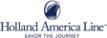 Holland America Line
SAVOR THE JOURNEY